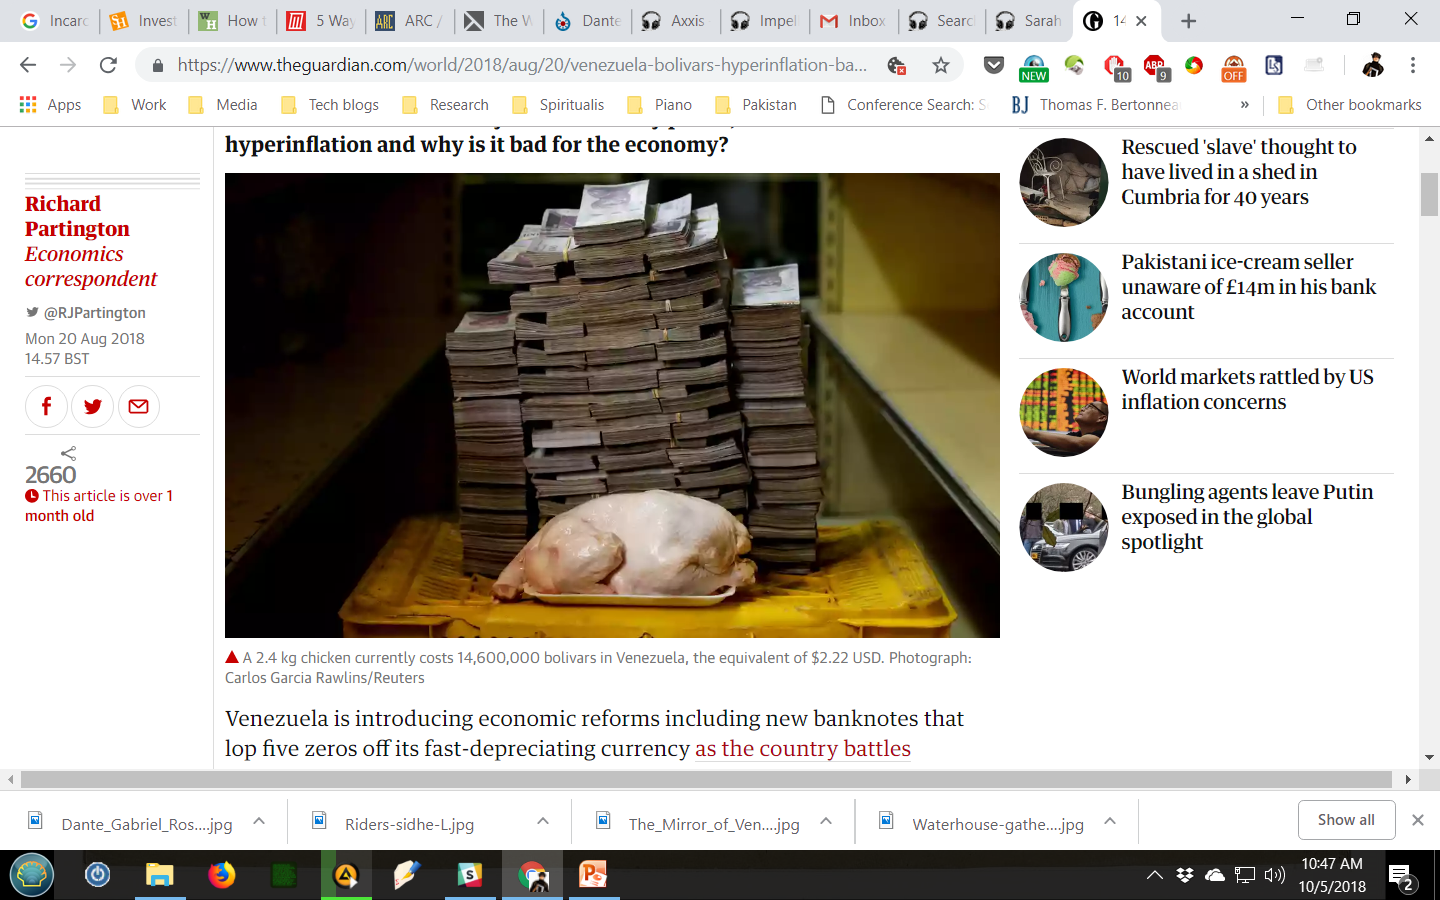 Incarc
Invest
How t
5 Way
ARC /
The W
Dante
Axxis
Impel
Inbox
Searc
Sarah
14
https://www.theguardian.com/world/2018/aug/20/venezuela-bolivars-hyperinflation-ba...
NEW
10
9
OFF
Apps
Work
Media
Tech blogs
Research
Spiritualis
Piano
Pakistan
Conference Search: S
BJ Thomas F. Bertonnea
»
Other bookmarks
hyperinflation and why is it bad for the economy?
Richard
Partington
Economics
correspondent
@RJPartington
Mon 20 Aug 2018
14.57 BST
2660
This article is over 1
month old
A 2.4 kg chicken currently costs 14,600,000 bolivars in Venezuela, the equivalent of $2.22 USD. Photograph:
Carlos Garcia Rawlins/Reuters
Venezuela is introducing economic reforms including new banknotes that
lop five zeros off its fast-depreciating currency as the country battles
Rescued 'slave' thought to
have lived in a shed in
Cumbria for 40 years
Pakistani ice-cream seller
unaware of £14m in his bank
account
World markets rattled by US
inflation concerns
Bungling agents leave Putin
exposed in the global
spotlight
Dante_Gabriel_Ros....jpg
Riders-sidhe-L.jpg
The_Mirror_of_Ven....jpg
Waterhouse-gathe....jpg
Show all
10:47 AM
10/5/2018
2